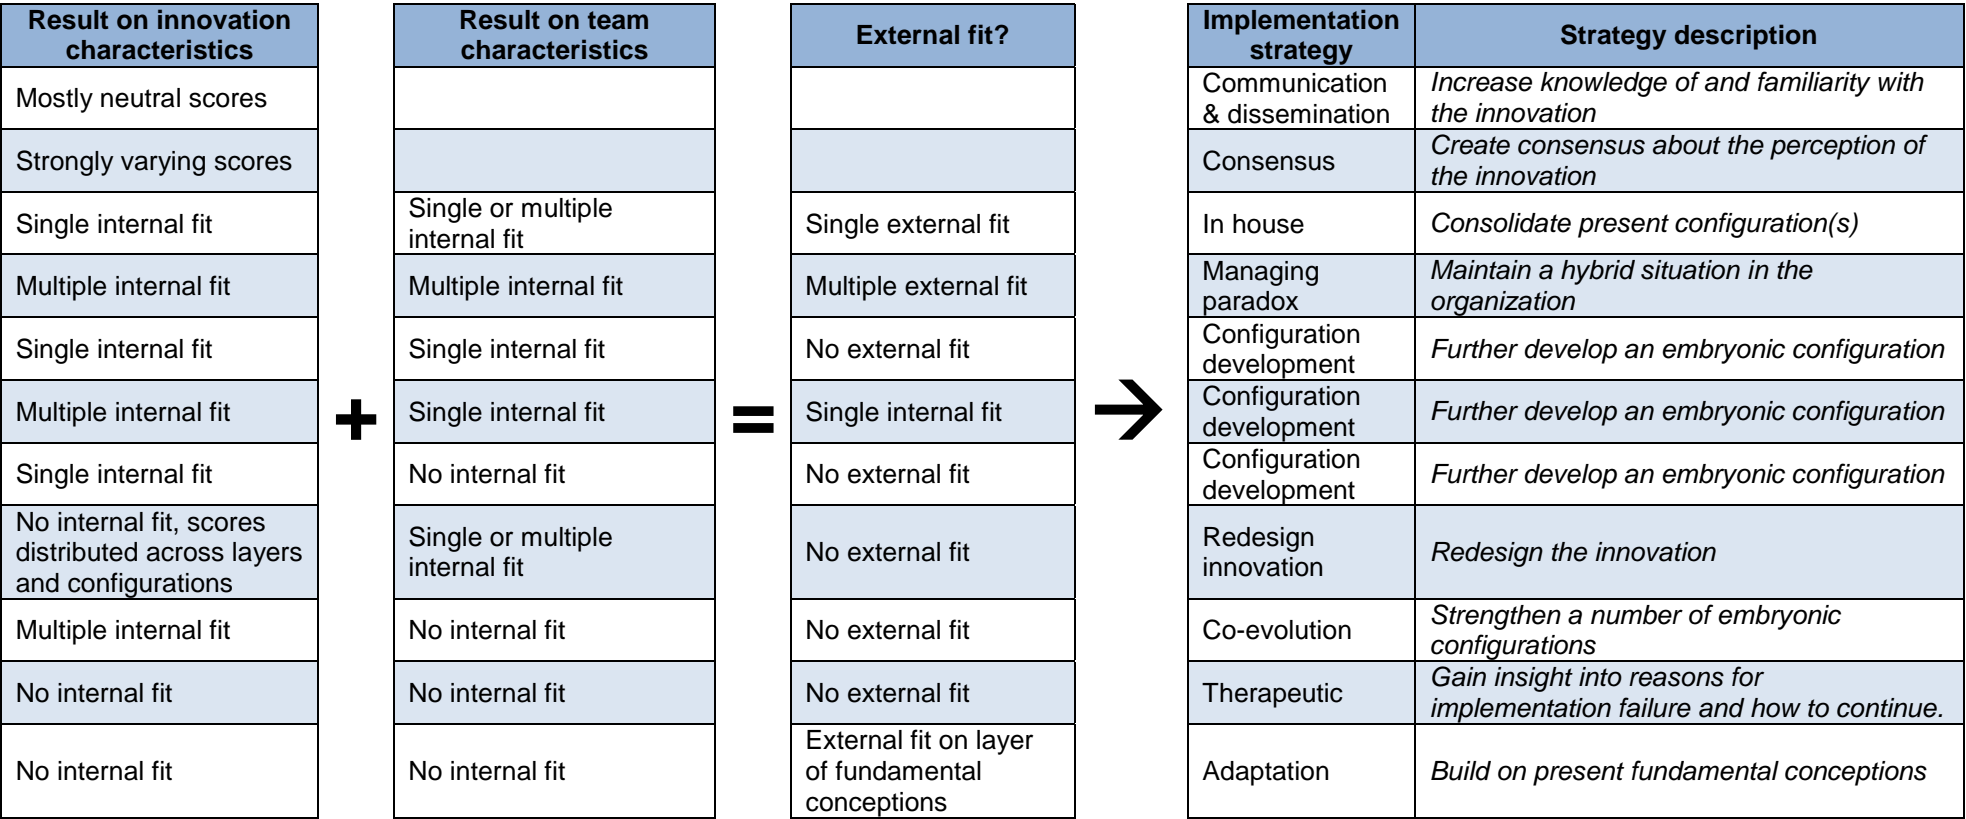 Result on innovation
characteristics
Result on team
characteristics
External fit?
Implementation
strategy
Strategy description
Mostly neutral scores
Communication
& dissemination
Increase knowledge of and familiarity with
the innovation
Strongly varying scores
Consensus
Create consensus about the perception of
the innovation
Single internal fit
Single or multiple
internal fit
Single external fit
In house
Consolidate present configuration(s)
Multiple internal fit
Multiple internal fit
Multiple external fit
Managing
paradox
Maintain a hybrid situation in the
organization
Single internal fit
Single internal fit
No external fit
Configuration
development
Further develop an embryonic configuration
Multiple internal fit
+
Single internal fit
=
Single internal fit
→
Configuration
development
Further develop an embryonic configuration
Single internal fit
No internal fit
No external fit
Configuration
development
Further develop an embryonic configuration
No internal fit, scores
distributed across layers
and configurations
Single or multiple
internal fit
No external fit
Redesign
innovation
Redesign the innovation
Multiple internal fit
No internal fit
No external fit
Co-evolution
Strengthen a number of embryonic
configurations
No internal fit
No internal fit
No external fit
Therapeutic
Gain insight into reasons for
implementation failure and how to continue.
No internal fit
No internal fit
External fit on layer
of fundamental
conceptions
Adaptation
Build on present fundamental conceptions